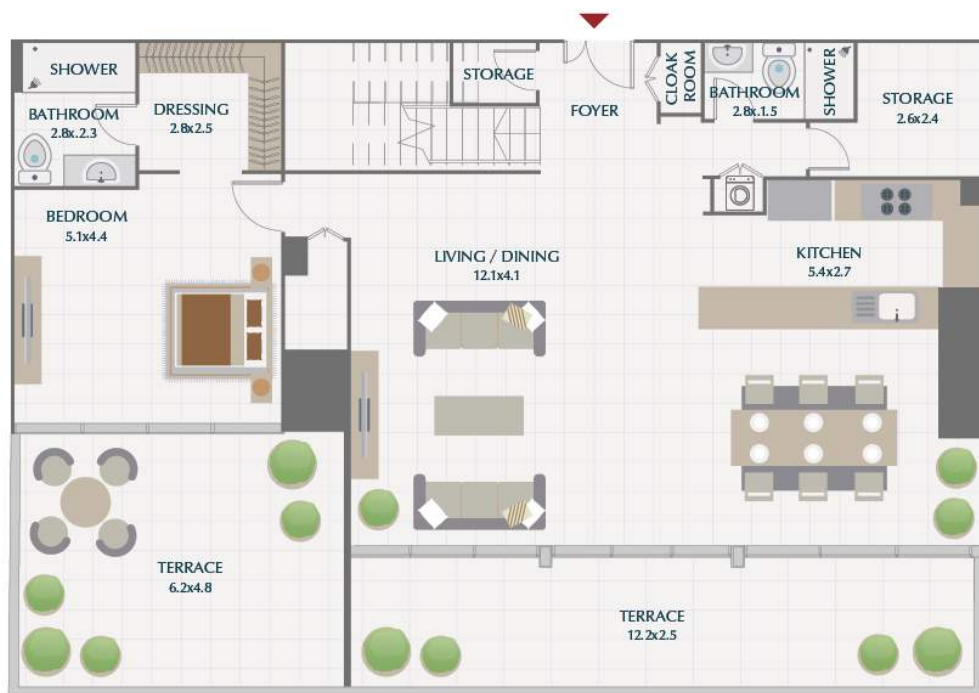 SHOWER
BATHROOM
2.8x.2.3
DRESSING
2.8x2.5
STORAGE
FOYER
CLOAK
ROOM
BATHROOM
2.8x.1.5
SHOWER
STORAGE
2.6x2.4
BEDROOM
5.1x4.4
LIVING / DINING
12.1x4.1
KITCHEN
5.4x2.7
TERRACE
6.2x4.8
TERRACE
12.2x2.5